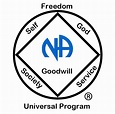 Freedom
Self
God
NA
Goodwill
Society
Service
®
Universal Program